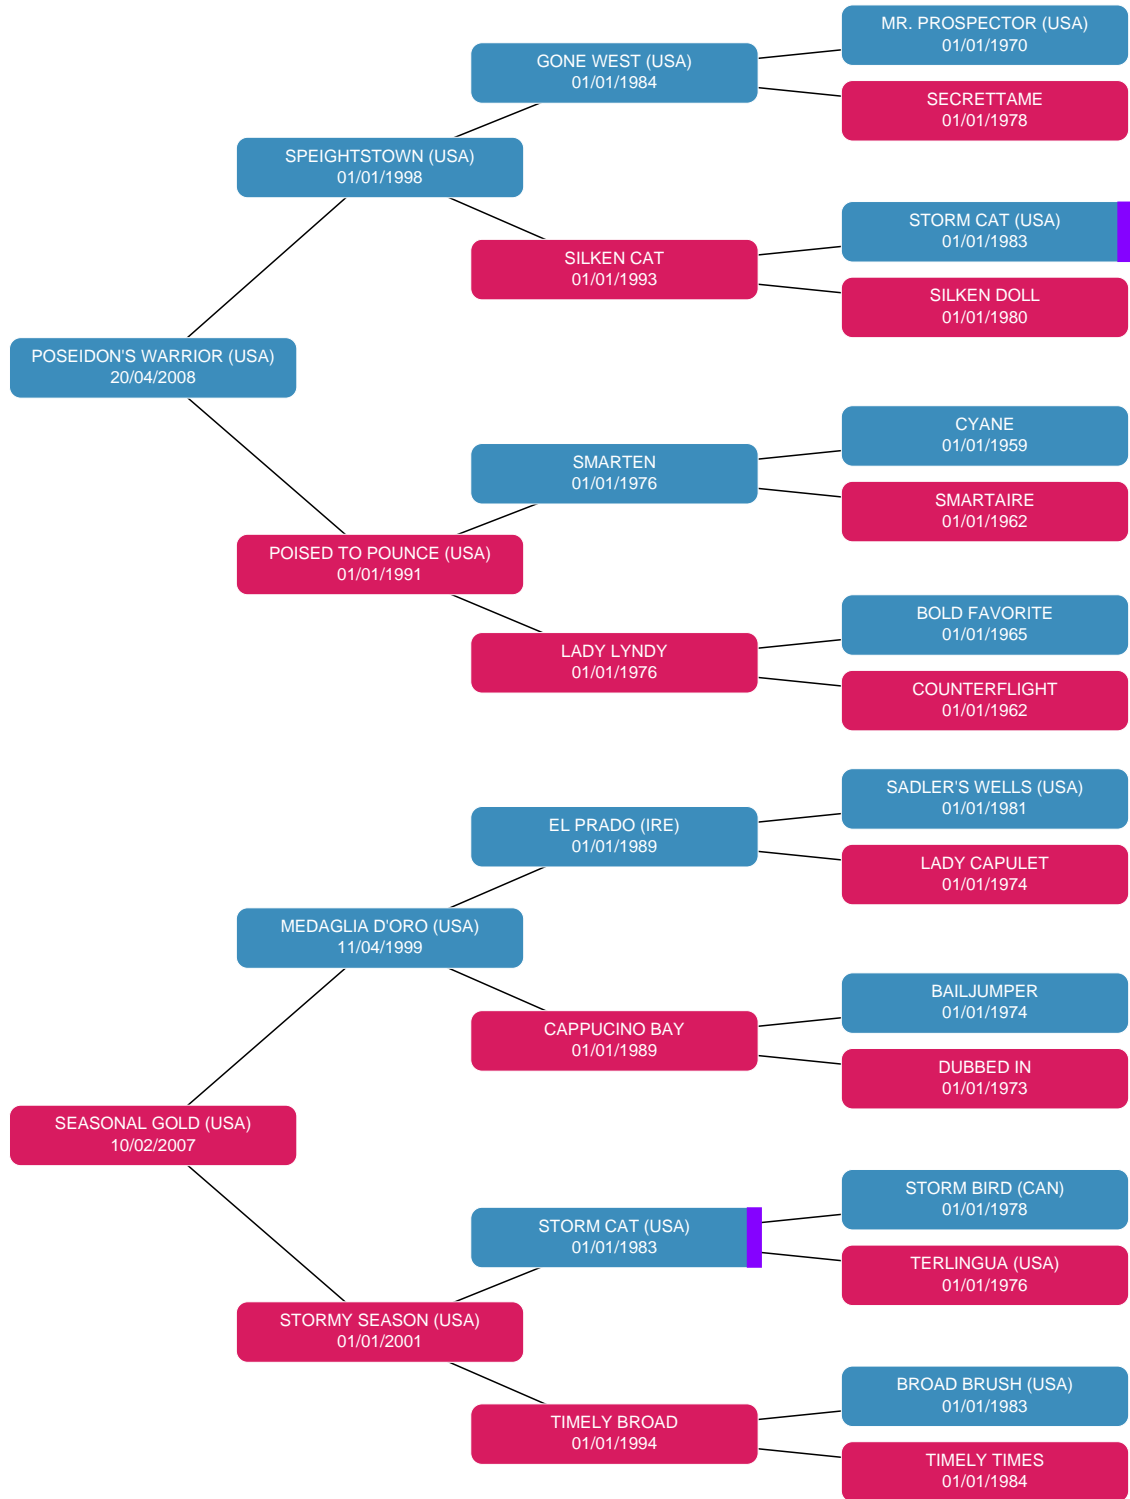 MR. PROSPECTOR (USA)
01/01/1970
GONE WEST (USA)
01/01/1984
SECRETTAME
01/01/1978
SPEIGHTSTOWN (USA)
01/01/1998
STORM CAT (USA)
01/01/1983
SILKEN CAT
01/01/1993
SILKEN DOLL
01/01/1980
POSEIDON'S WARRIOR (USA)
20/04/2008
CYANE
01/01/1959
SMARTEN
01/01/1976
SMARTAIRE
01/01/1962
POISED TO POUNCE (USA)
01/01/1991
BOLD FAVORITE
01/01/1965
LADY LYNDY
01/01/1976
COUNTERFLIGHT
01/01/1962
SADLER'S WELLS (USA)
01/01/1981
EL PRADO (IRE)
01/01/1989
LADY CAPULET
01/01/1974
MEDAGLIA D'ORO (USA)
11/04/1999
BAILJUMPER
01/01/1974
CAPPUCINO BAY
01/01/1989
DUBBED IN
01/01/1973
SEASONAL GOLD (USA)
10/02/2007
STORM BIRD (CAN)
01/01/1978
STORM CAT (USA)
01/01/1983
TERLINGUA (USA)
01/01/1976
STORMY SEASON (USA)
01/01/2001
BROAD BRUSH (USA)
01/01/1983
TIMELY BROAD
01/01/1994
TIMELY TIMES
01/01/1984